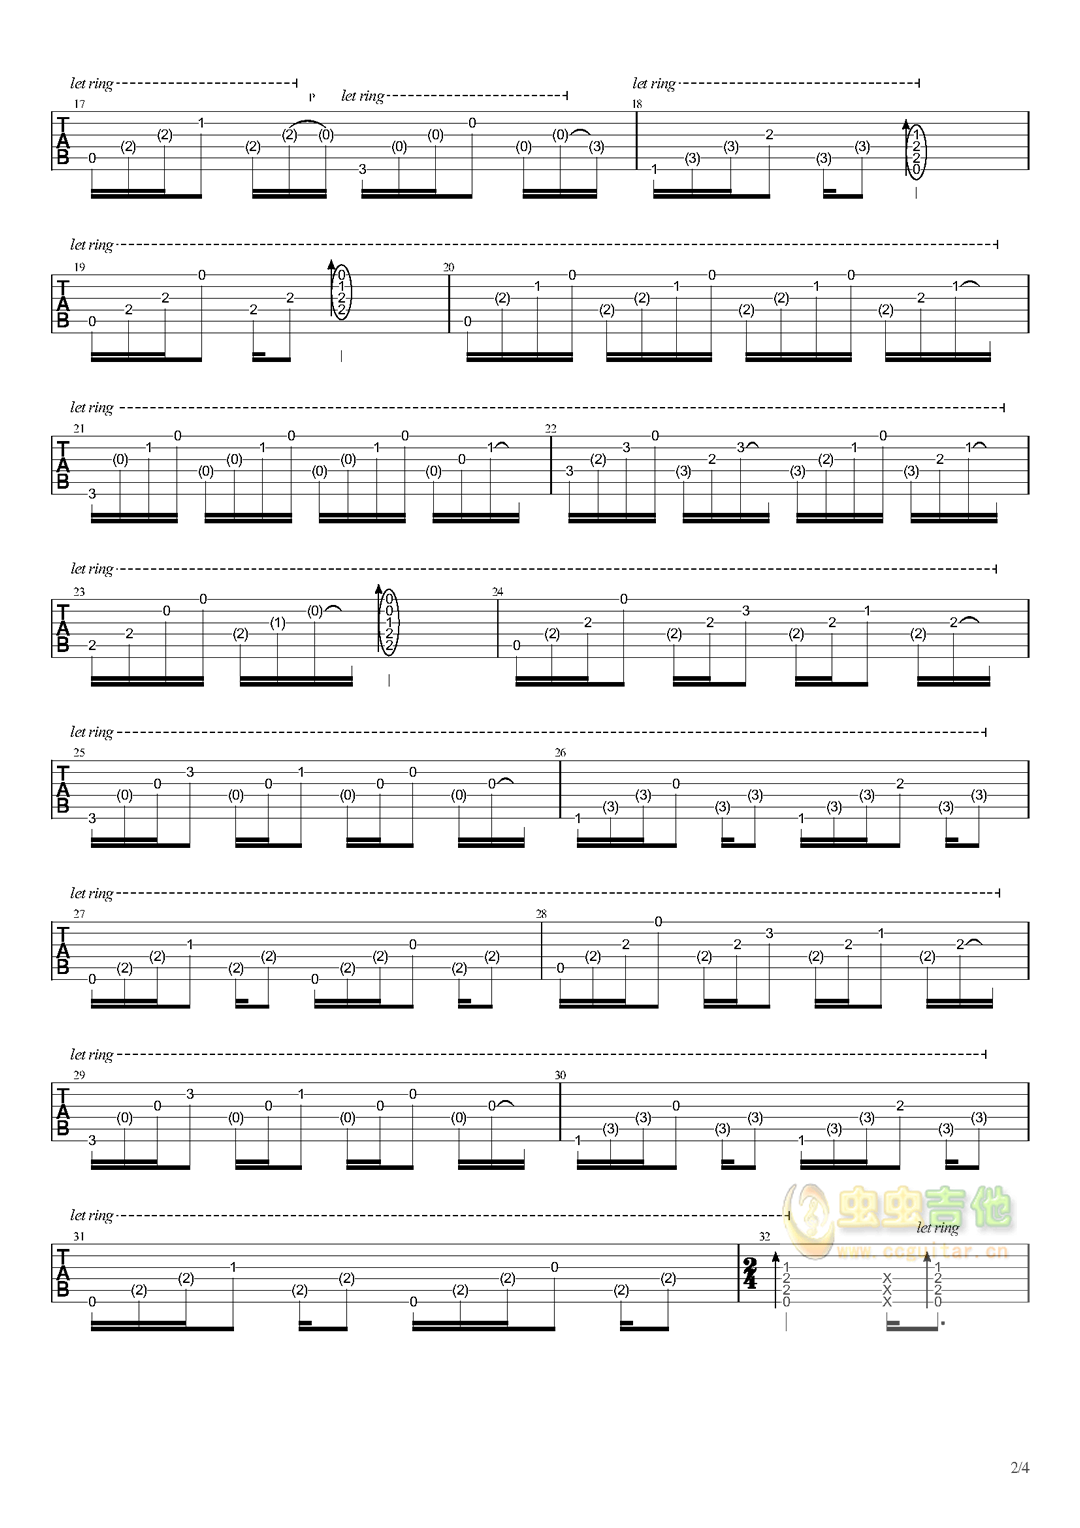 let ring
P
let ring
let ring
17
18
T
A
B
0 (2) (2) 1 (2) (2) (0) 3 (0) (0) 0 (0) (0) (3) 1 (3) (3) 2 (3) (3) 1 2 2 0
let ring
19
20
T
A
B
0 2 2 0 2 2 0 1 2 2 0 (2) 1 0 (2) (2) 1 0 (2) (2) 1 0 (2) 2 1
let ring
21
22
T
A
B
3 (0) 1 0 (0) (0) 1 0 (0) (0) 1 0 (0) 0 1 3 (2) 3 0 (3) 2 3 (3) (2) 1 0 (3) 2 1
let ring
23
24
T
A
B
2 2 0 0 (2) (1) (0) 0 0 1 2 2 0 (2) 2 0 (2) 2 3 (2) 2 1 (2) 2
let ring
25
26
T
A
B
3 (0) 0 3 (0) 0 1 (0) 0 0 (0) 0 1 (3) (3) 0 (3) (3) 1 (3) (3) 2 (3) (3)
let ring
27
28
T
A
B
0 (2) (2) 1 (2) (2) 0 (2) (2) 0 (2) (2) 0 (2) 2 0 (2) 2 3 (2) 2 1 (2) 2
let ring
29
30
T
A
B
3 (0) 0 3 (0) 0 1 (0) 0 0 (0) 0 1 (3) (3) 0 (3) (3) 1 (3) (3) 2 (3) (3)
虫虫吉他
www.ccguitar.cn
let ring
let ring
31
32
T
A
B
0 (2) (2) 1 (2) (2) 0 (2) (2) 0 (2) (2) 2 4 1 2 2 0 X X X 1 2 2 0
2/4